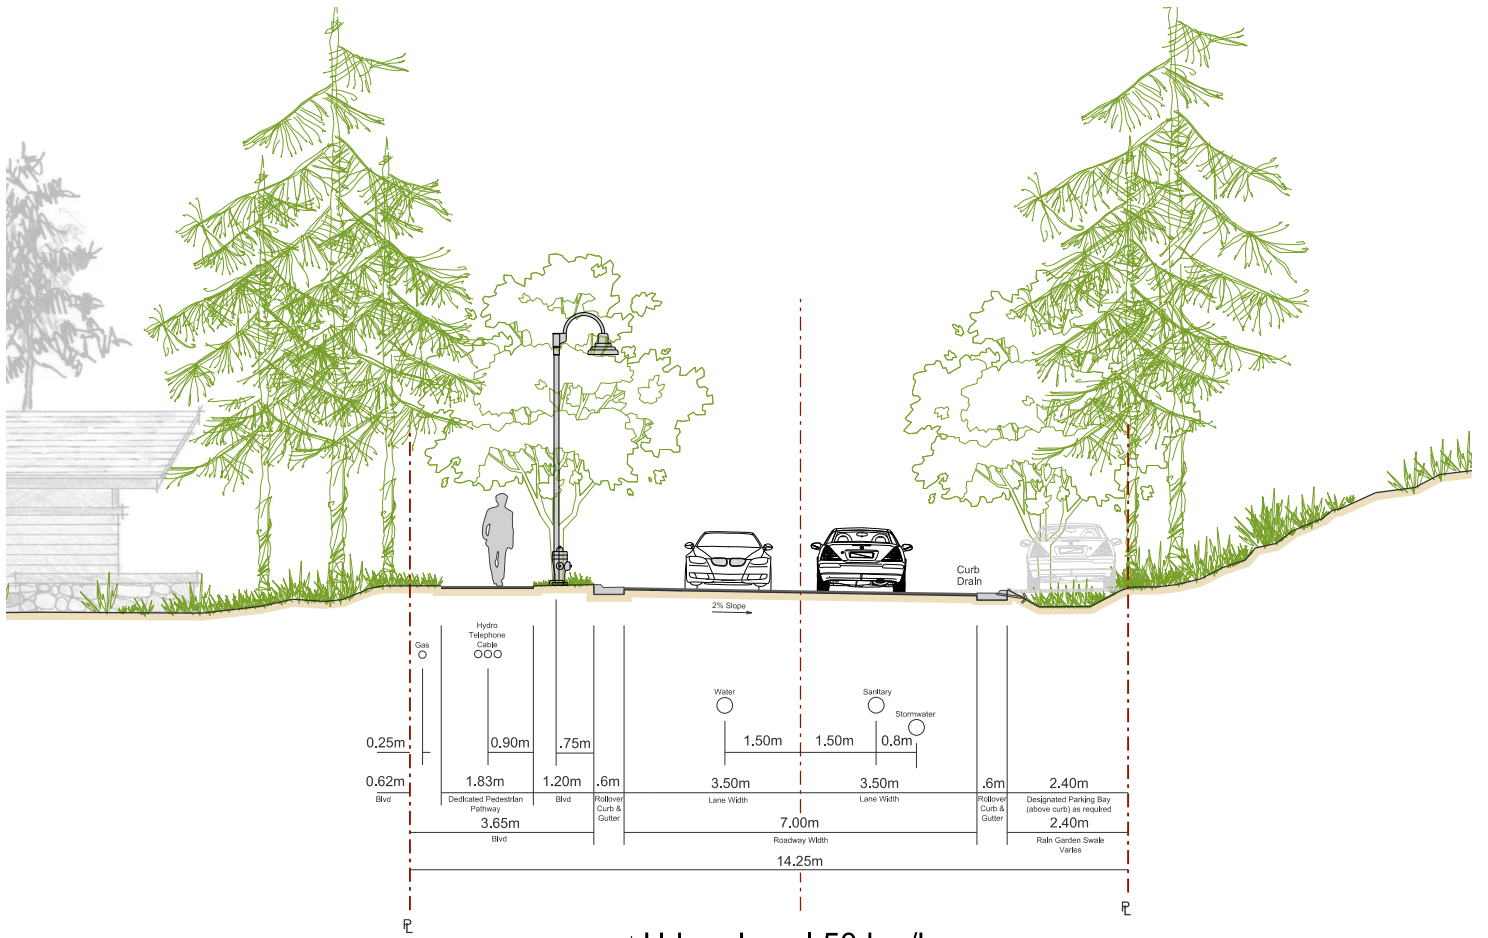 Curb
Drain
2% Slope
Hydro
Telephone
Cable
Gas
Water
Sanitary
Stormwater
0.25m
0.90m
.75m
1.50m
1.50m
0.8m
0.62m
1.83m
1.20m
.6m
3.50m
3.50m
.6m
2.40m
Blvd
Dedicated Pedestrian
Pathway
Blvd
Rollover
Curb &
Gutter
Lane Width
Lane Width
Rollover
Curb &
Gutter
Designated Parking Bay
(above curb) as required
3.65m
7.00m
2.40m
Blvd
Roadway Width
Rain Garden Swale
Varies
14.25m
PL
PL